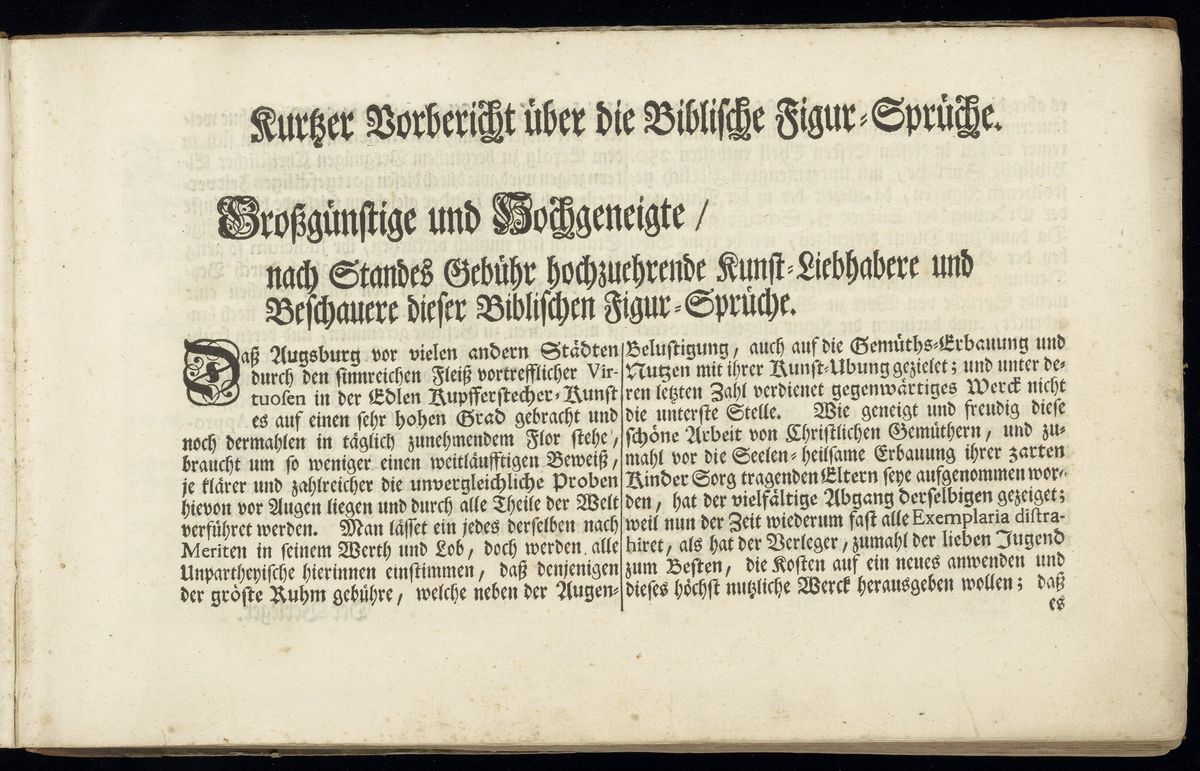 Kurtzer Vorbericht über die Biblische Figur-Sprüche.
Großgünstige und Hochgeneigte /
nach Standes Gebühr hochzuehrende Kunst-Liebhabere und
Beschauere dieser Biblischen Figur-Sprüche.
Daß Augsburg vor vielen andern Städten
durch den sinnreichen Fleiß vortrefflicher Vir-
tuosen in der Edlen Kupfferstecher-Kunst
es auf einen sehr hohen Grad gebracht und
noch dermahlen in täglich zunehmendem Flor stehe,
braucht um so weniger einen weitläufftigen Beweiß,
je klärer und zahlreicher die unvergleichliche Proben
hievon vor Augen liegen und durch alle Theile der Welt
verführet werden. Man lässet ein jedes derselben nach
Meriten in seinem Werth und Lob, doch werden alle
Unpartheyische hierinnen einstimmen, daß denjenigen
der gröste Ruhm gebühre, welche neben der Augen-
Belustigung, auch auf die Gemüths-Erbauung und
Nutzen mit ihrer Kunst-Ubung gezielet; und unter de-
ren letzten Zahl verdienet gegenwärtiges Werck nicht
die unterste Stelle. Wie geneigt und freudig diese
schöne Arbeit von Christlichen Gemüthern, und zu-
mahl vor die Seelen-heilsame Erbauung ihrer zarten
Kinder Sorg tragenden Eltern seye aufgenommen wor-
den, hat der vielfältige Abgang derselbigen gezeiget;
weil nun der Zeit wiederum fast alle Exemplaria distra-
hiret, als hat der Verleger, zumahl der lieben Jugend
zum Besten, die Kosten auf ein neues anwenden und
dieses höchst nutzliche Werck herausgeben wollen; daß
es